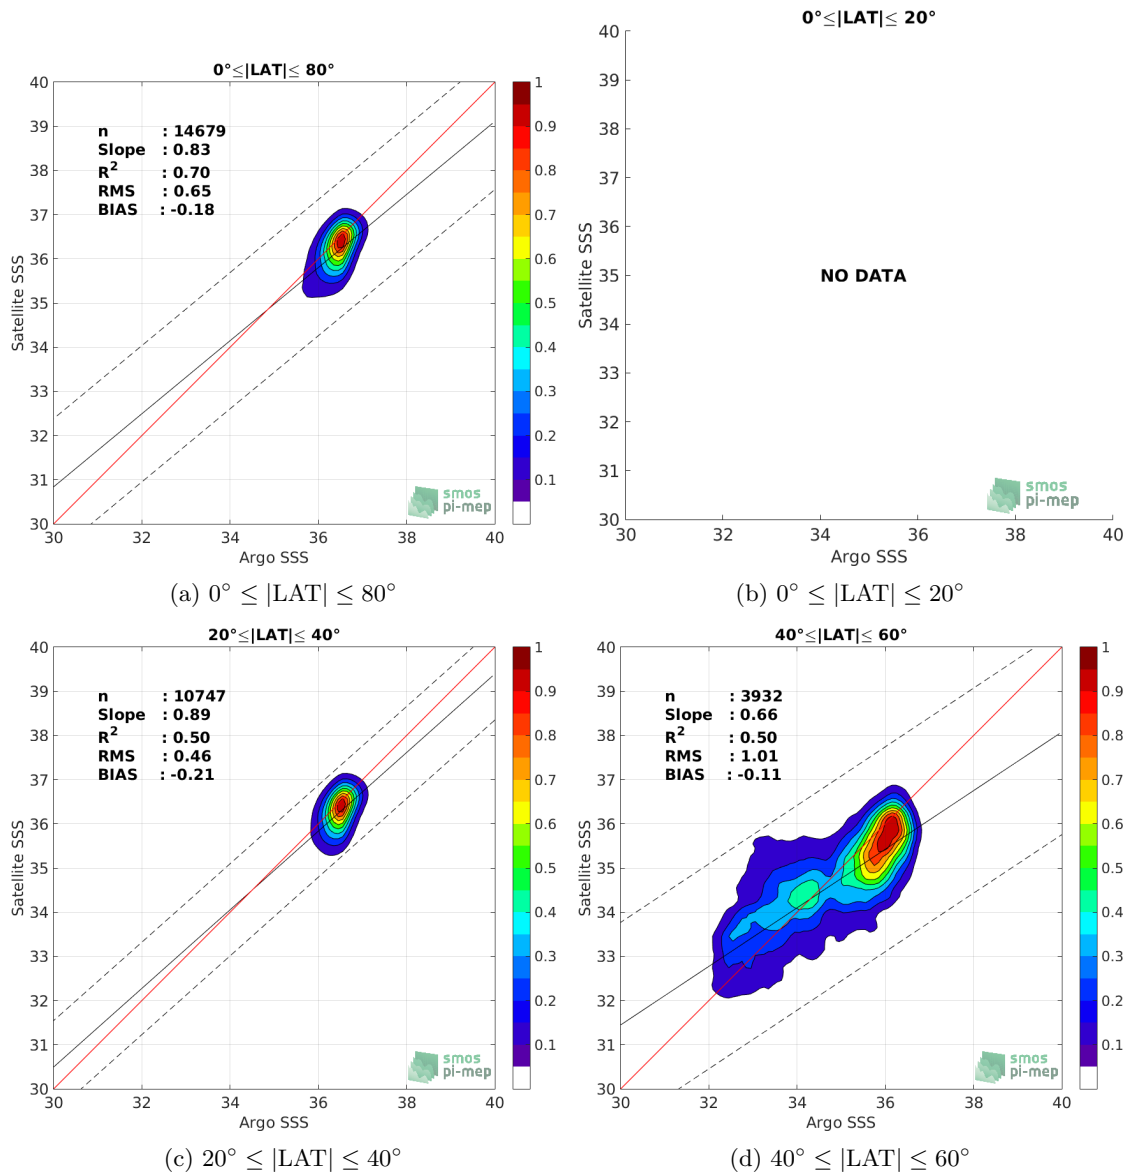 0°≤|LAT|≤ 80°
40
39
38
37
36
35
34
33
32
31
30
Satellite SSS
n : 14679
Slope : 0.83
R2 : 0.70
RMS : 0.65
BIAS : -0.18
30 32 34 36 38 40
Argo SSS
1
0.9
0.8
0.7
0.6
0.5
0.4
0.3
0.2
0.1
smos
pi-mep
(a) 0° ≤ |LAT| ≤ 80°
0°≤|LAT|≤ 20°
40
39
38
37
36
35
34
33
32
31
30
Satellite SSS
NO DATA
30 32 34 36 38 40
Argo SSS
smos
pi-mep
(b) 0° ≤ |LAT| ≤ 20°
20°≤|LAT|≤ 40°
40
39
38
37
36
35
34
33
32
31
30
Satellite SSS
n : 10747
Slope : 0.89
R2 : 0.50
RMS : 0.46
BIAS : -0.21
30 32 34 36 38 40
Argo SSS
1
0.9
0.8
0.7
0.6
0.5
0.4
0.3
0.2
0.1
smos
pi-mep
(c) 20° ≤ |LAT| ≤ 40°
40°≤|LAT|≤ 60°
40
39
38
37
36
35
34
33
32
31
30
Satellite SSS
n : 3932
Slope : 0.66
R2 : 0.50
RMS : 1.01
BIAS : -0.11
30 32 34 36 38 40
Argo SSS
1
0.9
0.8
0.7
0.6
0.5
0.4
0.3
0.2
0.1
smos
pi-mep
(d) 40° ≤ |LAT| ≤ 60°